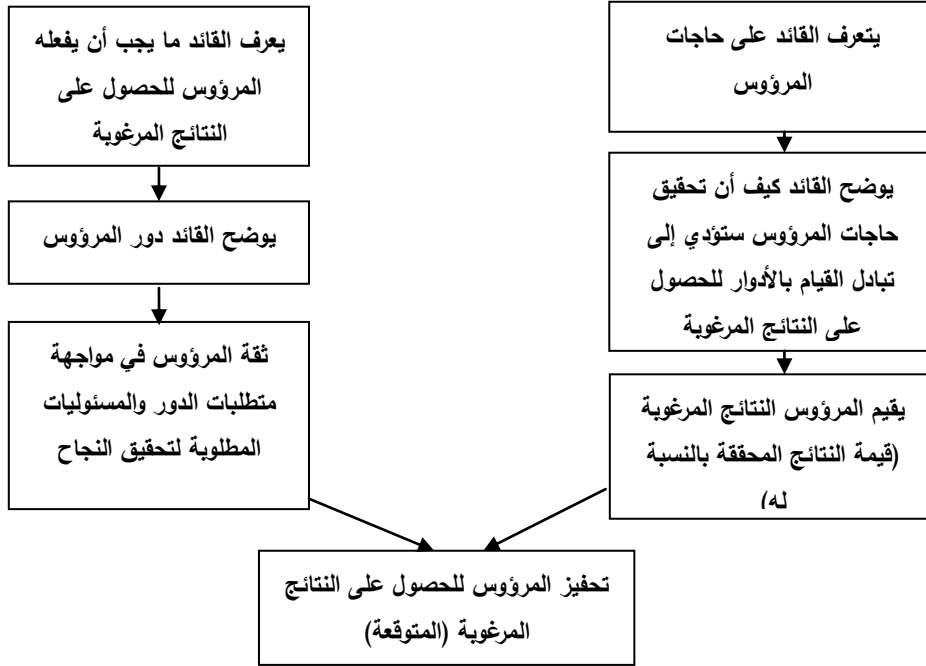 يتعرف القائد على حاجات
المرؤوس
يوضح القائد كيف أن تحقيق
حاجات المرؤوس ستؤدي إلى
تبادل القيام بالأدوار للحصول
على النتائج المرغوبة
يقيم المرؤوس النتائج المرغوبة
(قيمة النتائج المحققة بالنسبة
له)
يعرف القائد ما يجب أن يفعله
المرؤوس للحصول على
النتائج المرغوبة
يوضح القائد دور المرؤوس
ثقة المرؤوس في مواجهة
متطلبات الدور والمسئوليات
المطلوبة لتحقيق النجاح
تحفيز المرؤوس للحصول على النتائج
المرغوبة (المتوقعة)